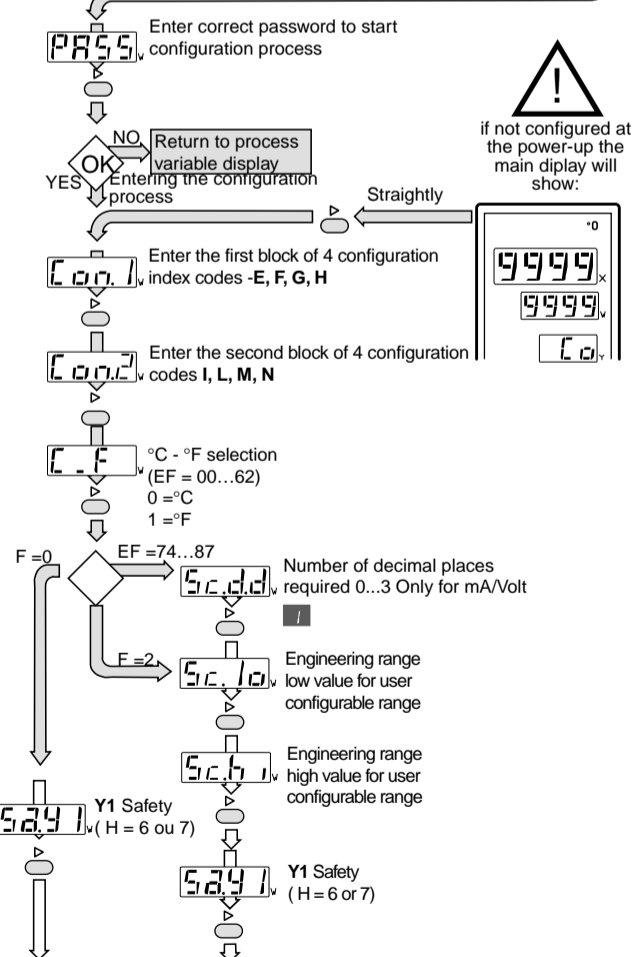 PASS
Enter correct password to start
configuration process
!
if not configured at
the power-up the
main diplay will
show:
NO
Return to process
variable display
OK
YES
Entering the configuration
process
Straightly
°0
9999 X
9999 W
Co Y
Con.1 W
Enter the first block of 4 configuration
index codes -E, F, G, H
Con.2 W
Enter the second block of 4 configuration
codes I, L, M, N
C_F W
°C - °F selection
(EF = 00...62)
0 =°C
1 =°F
F =0
EF =74...87
Sc.d.d W
Number of decimal places
required 0...3 Only for mA/Volt
1
F =2
Sc.lo W
Engineering range
low value for user
configurable range
Sc.hi W
Engineering range
high value for user
configurable range
Sa.y1 W
Y1 Safety
( H = 6 ou 7)
Sa.y1 W
Y1 Safety
( H = 6 or 7)